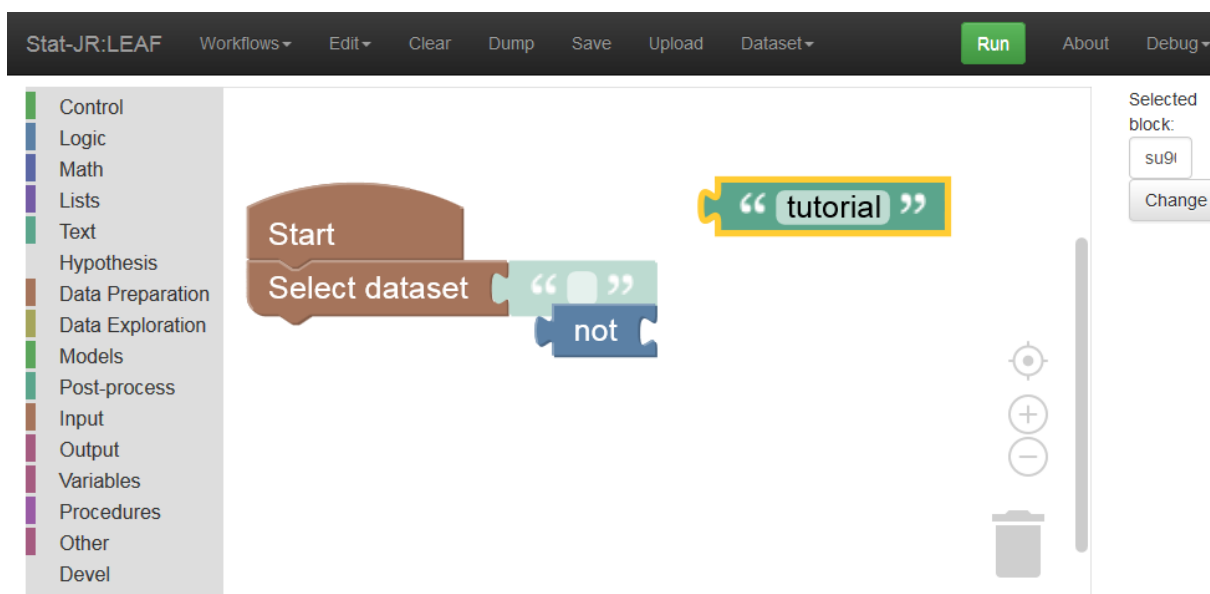 Stat-JR:LEAF Workflows Edit Clear Dump Save Upload Dataset Run About Debug
Control
Logic
Math
Lists
Text
Hypothesis
Data Preparation
Data Exploration
Models
Post-process
Input
Output
Variables
Procedures
Other
Devel
Start
Select dataset “ ”
not
“ tutorial ”
Selected
block:
Change